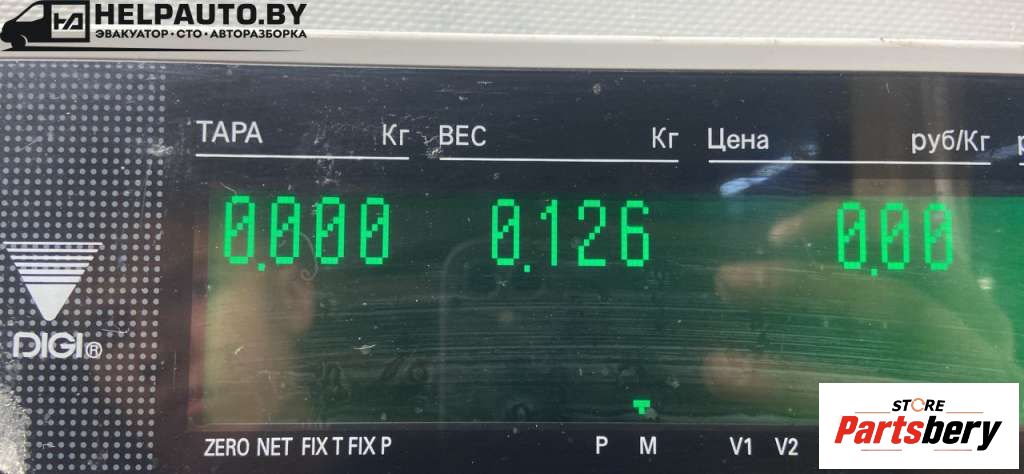 HELPAUTO.BY
ЭВАКУАТОР · СТО · АВТОРАЗБОРКА
ТАРА Кг ВЕС Кг Цена руб/Кг
0.000 0.126 0.00
DIGI®
ZERO NET FIX T FIX P P M V1 V2
STORE
Partsbery